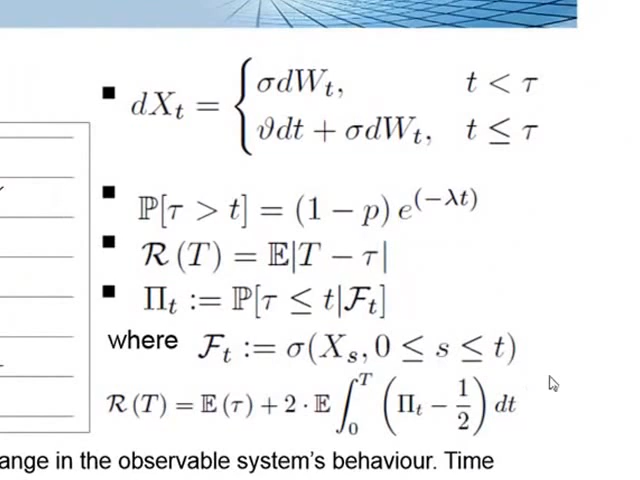 ▪ dX_t = { σdW_t, t < τ
ϑdt + σdW_t, t ≤ τ
▪ ℙ[τ > t] = (1 − p) e^(−λt)
▪ ℛ (T) = 𝔼|T − τ|
▪ Π_t := ℙ[τ ≤ t|ℱ_t]
where ℱ_t := σ(X_s, 0 ≤ s ≤ t)
ℛ (T) = 𝔼 (τ) + 2 · 𝔼 ∫_0^T (Π_t − 1/2) dt
ange in the observable system's behaviour. Time